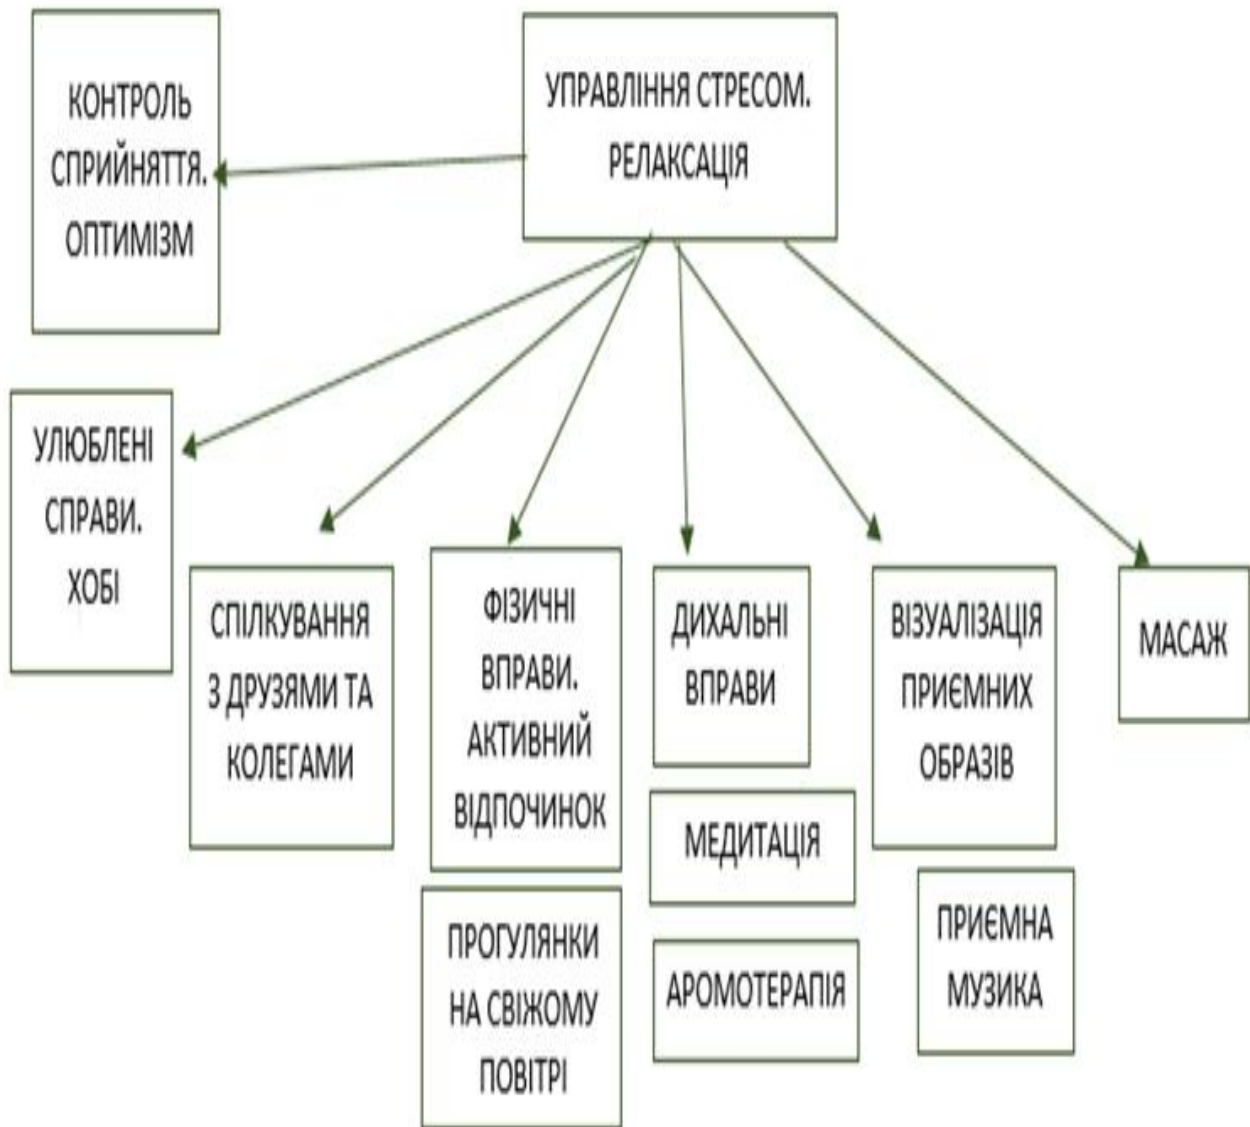 КОНТРОЛЬ
СПРИЙНЯТТЯ.
ОПТИМІЗМ
УПРАВЛІННЯ СТРЕСОМ.
РЕЛАКСАЦІЯ
УЛЮБЛЕНІ
СПРАВИ.
ХОБІ
СПІЛКУВАННЯ
З ДРУЗЯМИ ТА
КОЛЕГАМИ
ФІЗИЧНІ
ВПРАВИ.
АКТИВНИЙ
ВІДПОЧИНОК
ДИХАЛЬНІ
ВПРАВИ
ВІЗУАЛІЗАЦІЯ
ПРИЄМНИХ
ОБРАЗІВ
МАСАЖ
МЕДИТАЦІЯ
ПРОГУЛЯНКИ
НА СВІЖОМУ
ПОВІТРІ
АРОМОТЕРАПІЯ
ПРИЄМНА
МУЗИКА